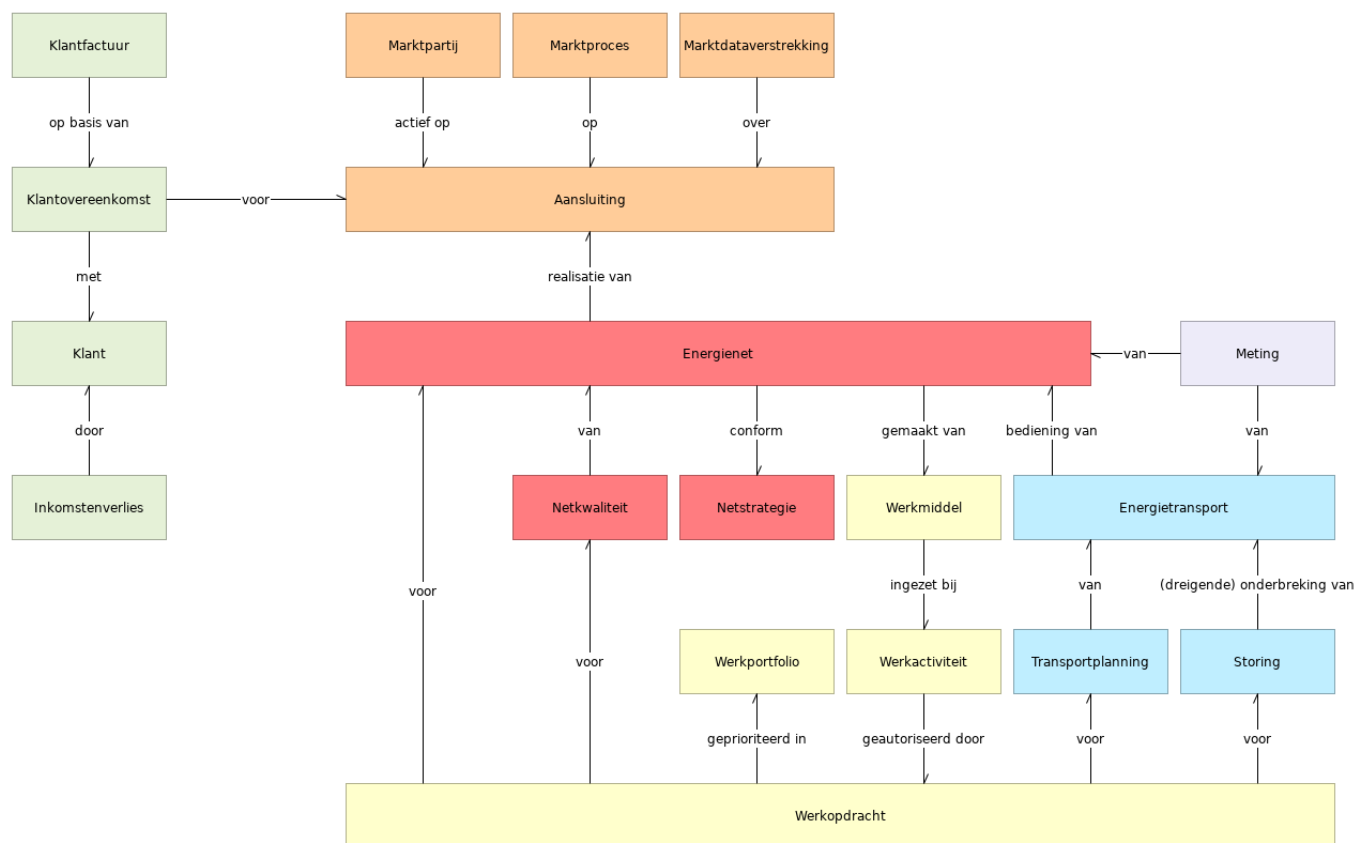 Klantfactuur
Marktpartij
Marktproces
Marktdataverstrekking
op basis van
actief op
op
over
Klantovereenkomst
voor
Aansluiting
met
realisatie van
Klant
Energienet
van
Meting
door
van
conform
gemaakt van
bediening van
van
Inkomstenverlies
Netkwaliteit
Netstrategie
Werkmiddel
Energietransport
voor
ingezet bij
van
(dreigende) onderbreking van
voor
Werkportfolio
Werkactiviteit
Transportplanning
Storing
geprioriteerd in
geautoriseerd door
voor
voor
Werkopdracht